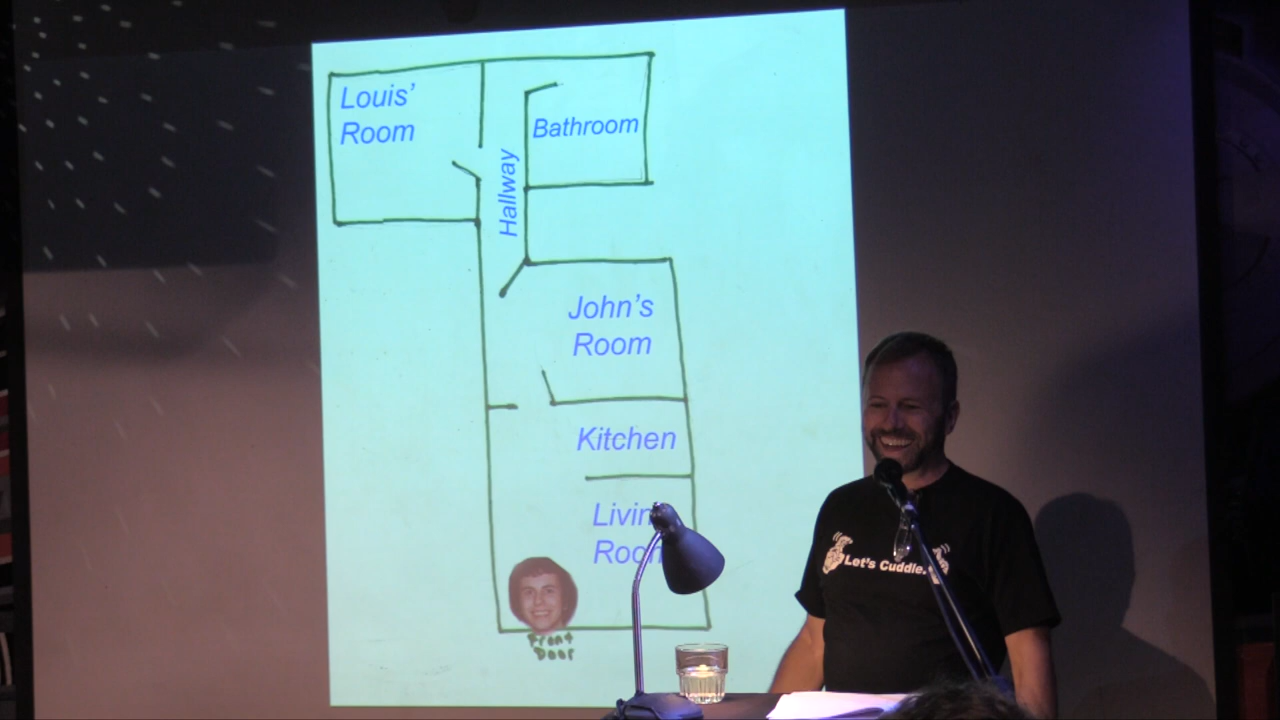 Louis'
Room
Bathroom
Hallway
John's
Room
Kitchen
Front
Door
Let's Cuddle.